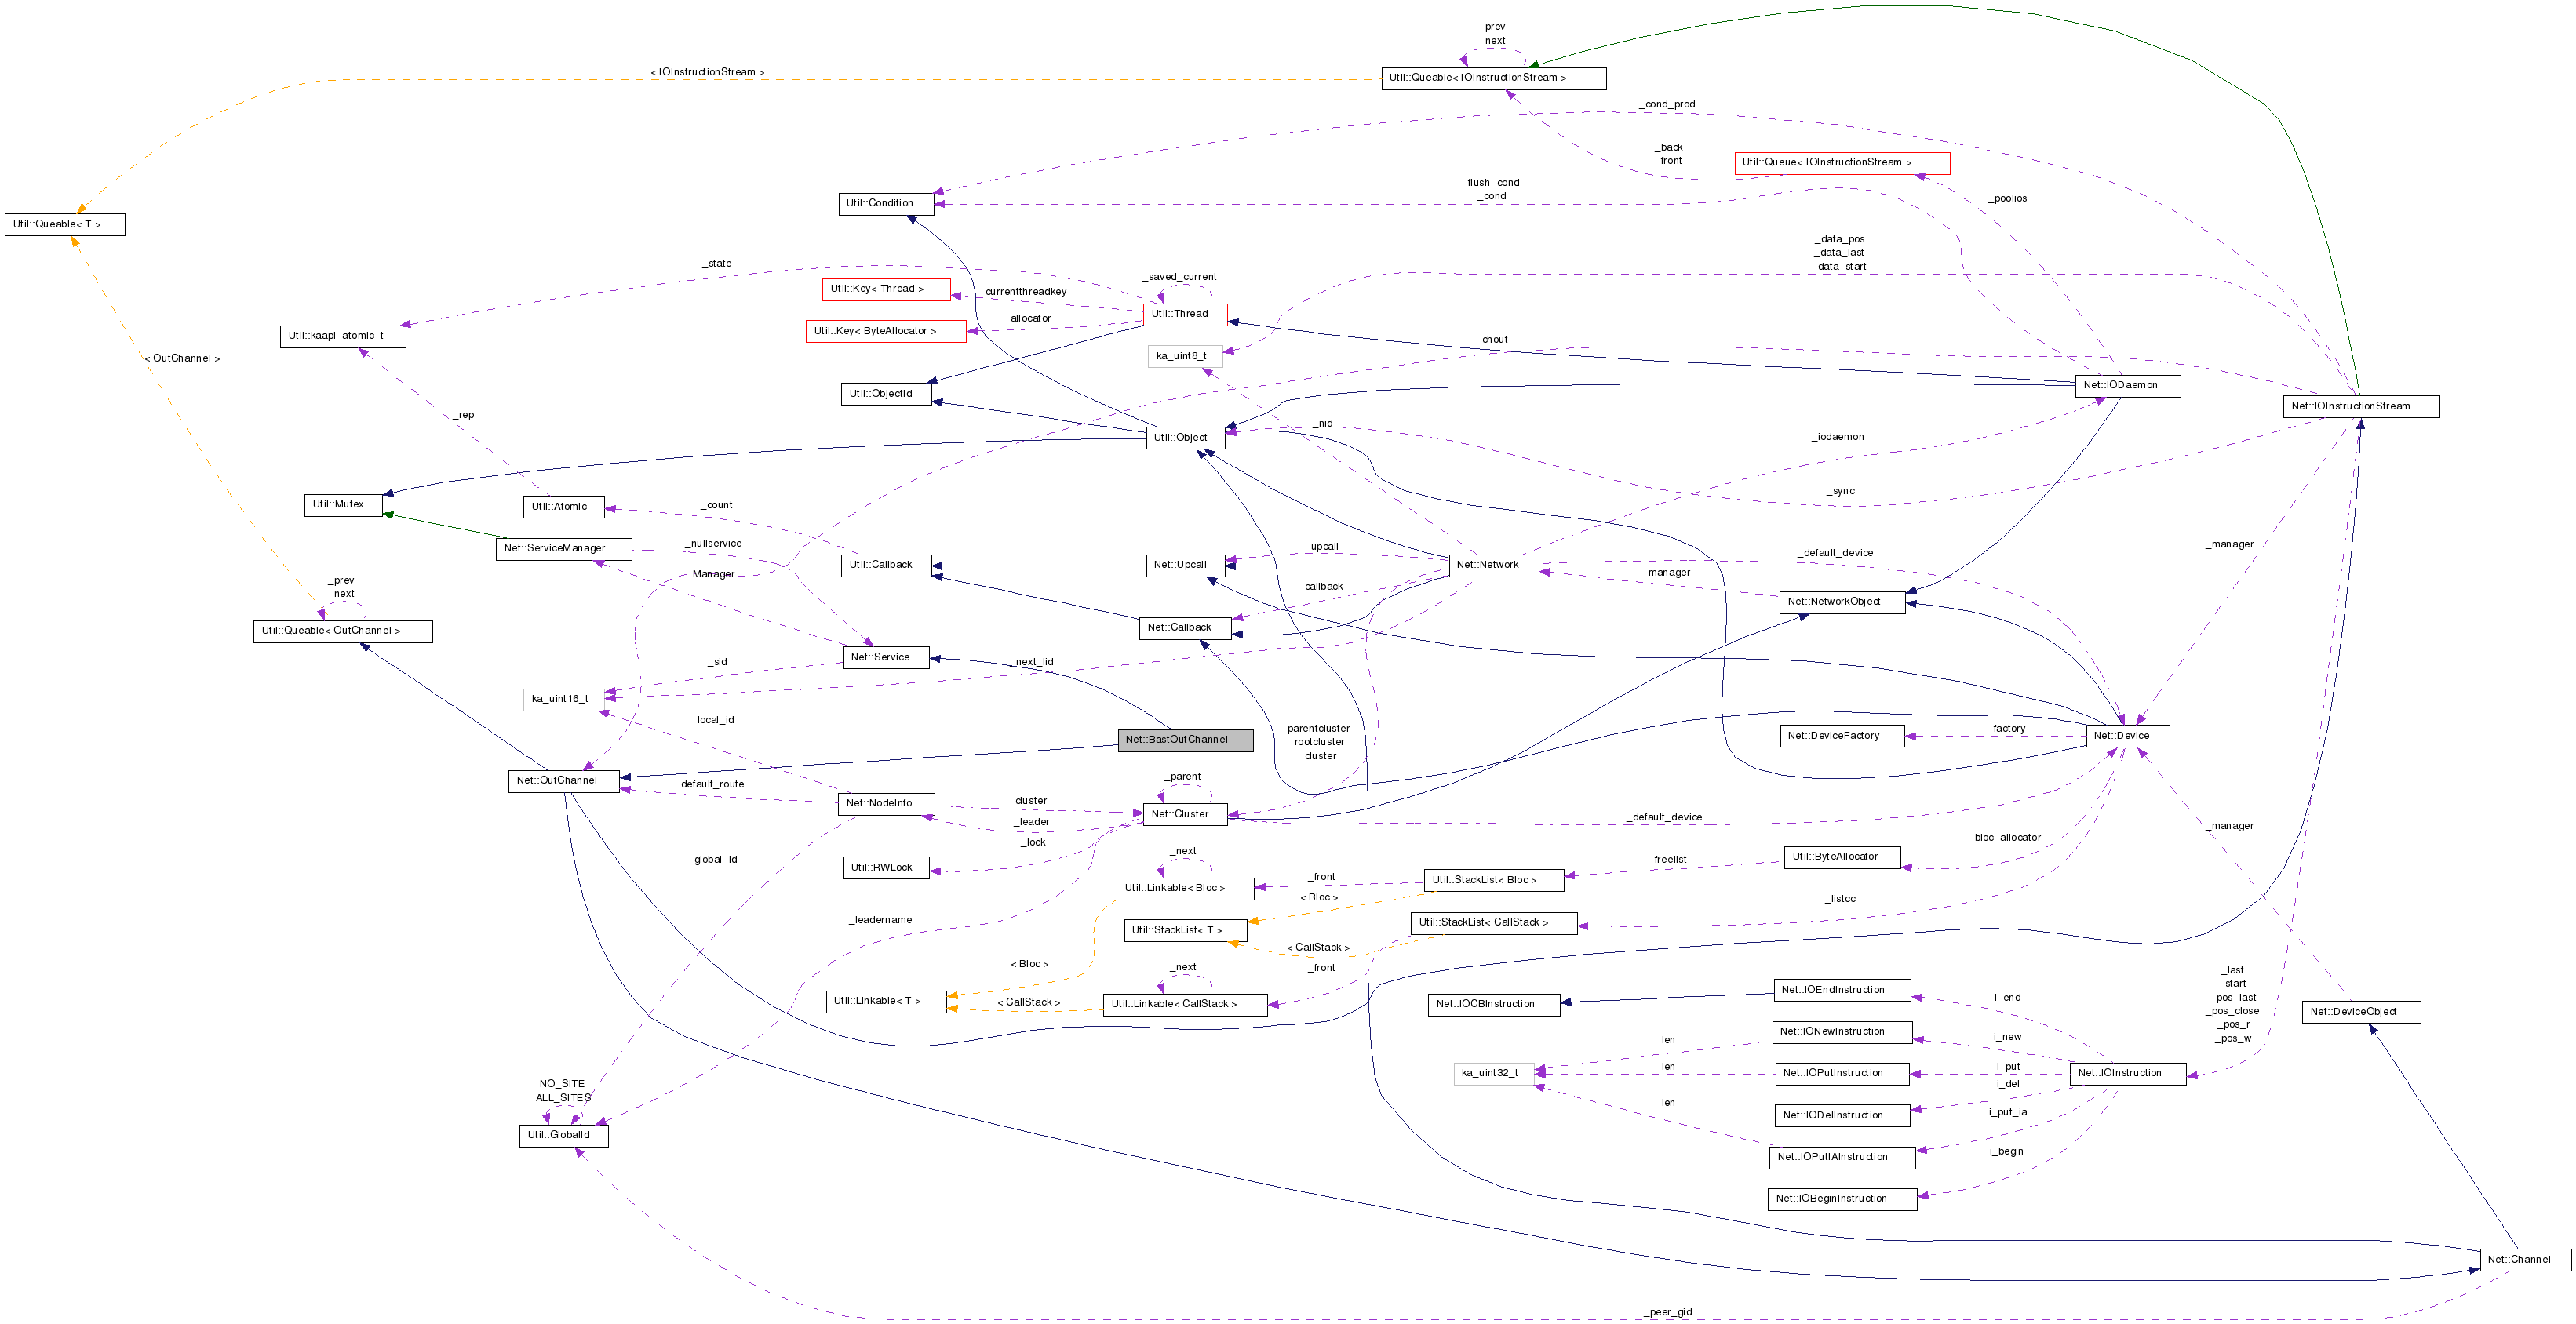 _prev
_next
< IOInstructionStream >
Util::Queable< IOInstructionStream >
_cond_prod
_back
_front
Util::Queue< IOInstructionStream >
_flush_cond
_cond
Util::Condition
_poolios
Util::Queable< T >
_data_pos
_data_last
_data_start
_state
_saved_current
Util::Key< Thread >
currentthreadkey
Util::Thread
allocator
Util::Key< ByteAllocator >
Util::kaapi_atomic_t
_chout
ka_uint8_t
< OutChannel >
Net::IODaemon
Util::ObjectId
Net::IOInstructionStream
_rep
_nid
Util::Object
_iodaemon
_sync
Util::Mutex
Util::Atomic
_count
Net::ServiceManager
_nullservice
_upcall
_default_device
_manager
Util::Callback
Net::Upcall
Net::Network
Manager
_manager
_prev
_next
_callback
Net::NetworkObject
Util::Queable< OutChannel >
Net::Callback
Net::Service
_sid
_next_lid
ka_uint16_t
local_id
parentcluster
rootcluster
cluster
Net::BastOutChannel
_factory
Net::DeviceFactory
Net::Device
Net::OutChannel
default_route
_parent
Net::NodeInfo
cluster
Net::Cluster
_leader
_default_device
_manager
_lock
_bloc_allocator
global_id
Util::RWLock
_next
_freelist
Util::ByteAllocator
Util::Linkable< Bloc >
_front
Util::StackList< Bloc >
< Bloc >
_listcc
_leadername
Util::StackList< T >
Util::StackList< CallStack >
< CallStack >
< Bloc >
_next
_front
_last
_start
_pos_last
_pos_close
_pos_r
_pos_w
Util::Linkable< T >
< CallStack >
Util::Linkable< CallStack >
Net::IOCBInstruction
Net::IOEndInstruction
i_end
Net::DeviceObject
len
Net::IONewInstruction
i_new
ka_uint32_t
len
Net::IOPutInstruction
i_put
Net::IOInstruction
NO_SITE
ALL_SITES
i_del
len
Net::IODelInstruction
i_put_ia
Util::GlobalId
Net::IOPutIAInstruction
i_begin
Net::IOBeginInstruction
Net::Channel
_peer_gid